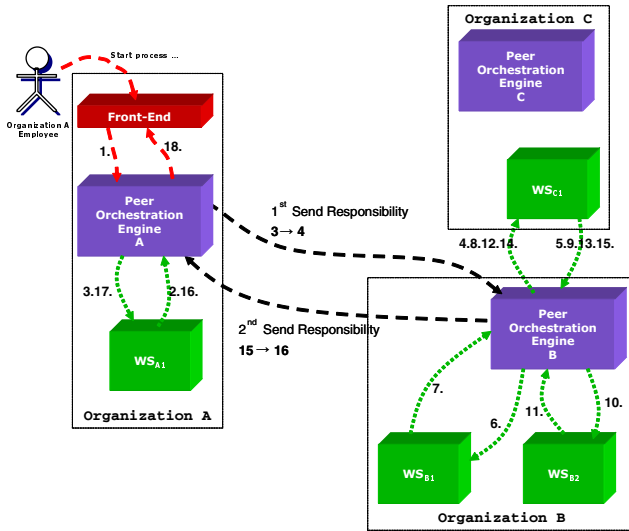 Organization C
Peer
Orchestration
Engine
C
Start process ...
Organization A
Employee
Front-End
1.
18.
WSC1
Peer
Orchestration
Engine
A
1st Send Responsibility
3→4
4.8.12.14.
5.9.13.15.
3.17.
2.16.
Peer
Orchestration
Engine
B
2nd Send Responsibility
15→16
WSA1
7.
6.
11.
10.
Organization A
WSB1
WSB2
Organization B